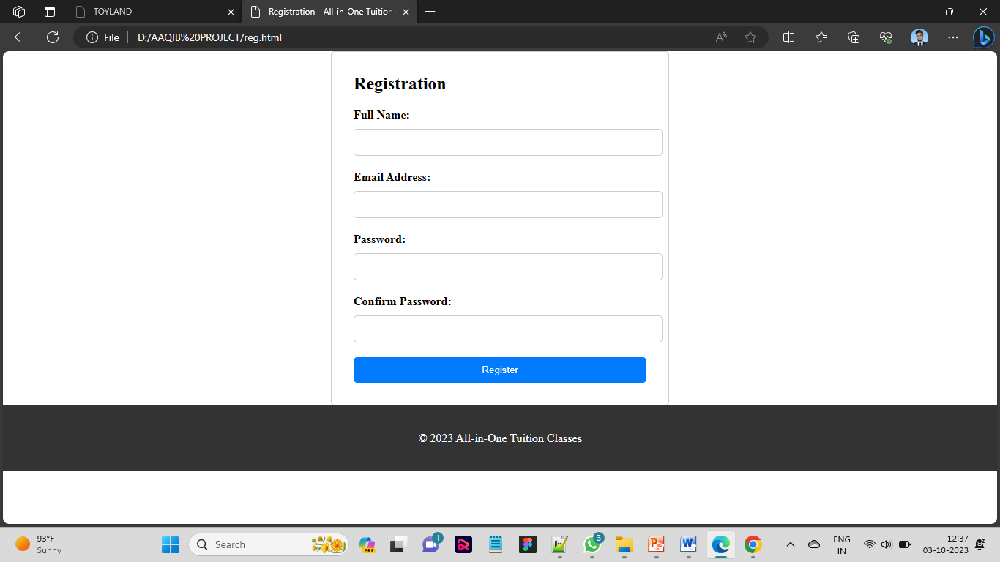 TOYLAND
Registration - All-in-One Tuition
File
D:/AAQIB%20PROJECT/reg.html
Registration
Full Name:
Email Address:
Password:
Confirm Password:
Register
© 2023 All-in-One Tuition Classes
93°F
Sunny
Search
PRE
1
3
ENG
IN
12:37
03-10-2023